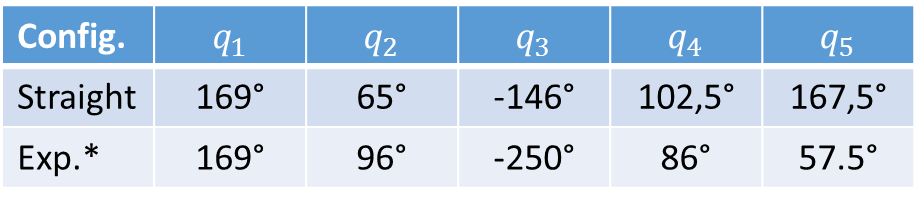 Config. q₁ q₂ q₃ q₄ q₅
Straight 169° 65° -146° 102,5° 167,5°
Exp.* 169° 96° -250° 86° 57.5°